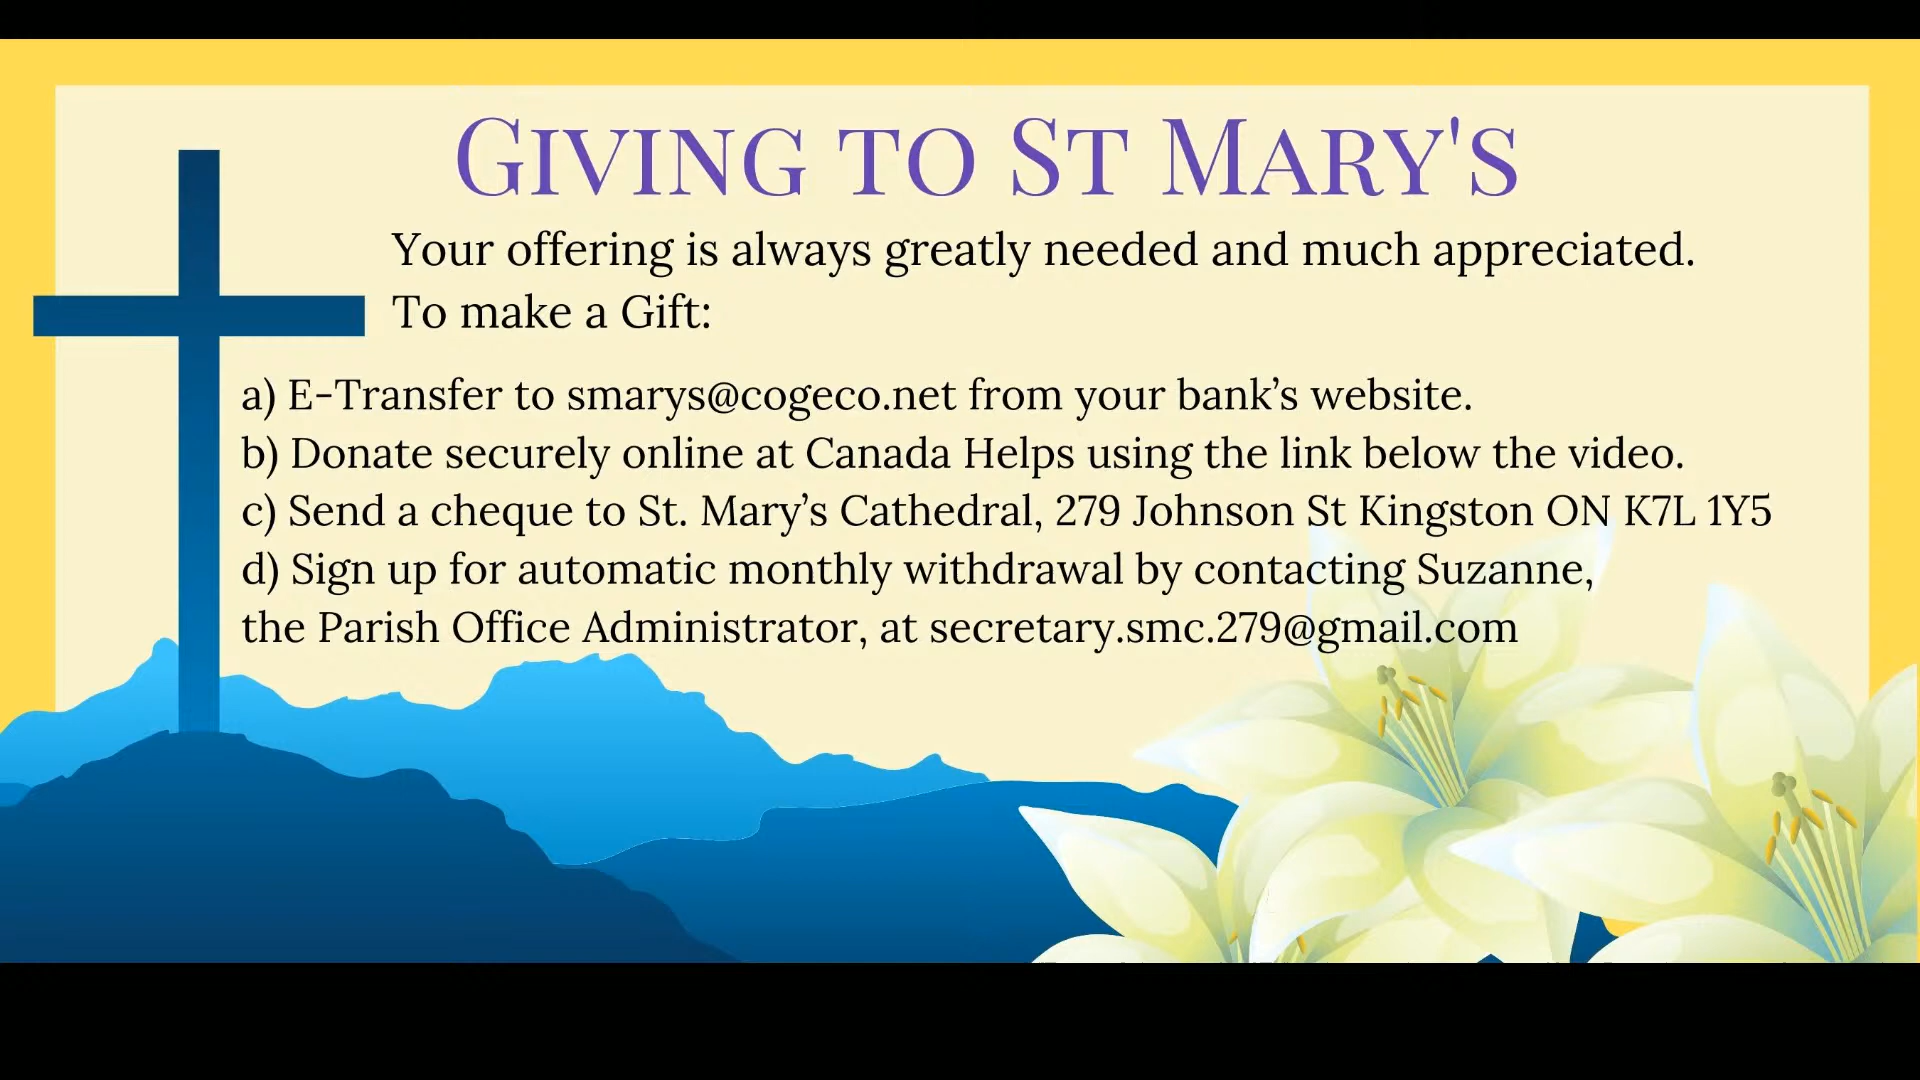 Giving to St Mary's
Your offering is always greatly needed and much appreciated.
To make a Gift:
a) E-Transfer to smarys@cogeco.net from your bank’s website.
b) Donate securely online at Canada Helps using the link below the video.
c) Send a cheque to St. Mary’s Cathedral, 279 Johnson St Kingston ON K7L 1Y5
d) Sign up for automatic monthly withdrawal by contacting Suzanne,
the Parish Office Administrator, at secretary.smc.279@gmail.com